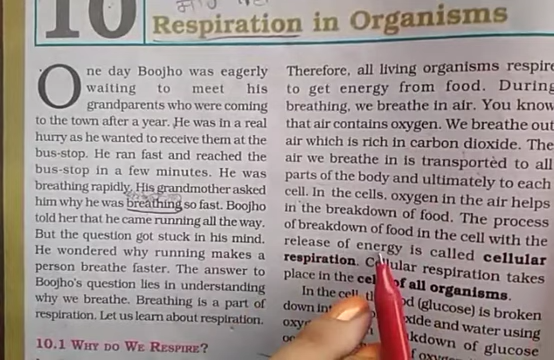 10
Respiration in Organisms
One day Boojho was eagerly
waiting to meet his
grandparents who were coming
to the town after a year. He was in a real
hurry as he wanted to receive them at the
bus-stop. He ran fast and reached the
bus-stop in a few minutes. He was
breathing rapidly. His grandmother asked
him why he was breathing so fast. Boojho
told her that he came running all the way.
But the question got stuck in his mind.
He wondered why running makes a
person breathe faster. The answer to
Boojho's question lies in understanding
why we breathe. Breathing is a part of
respiration. Let us learn about respiration.
10.1 WHY DO WE RESPIRE?
Therefore, all living organisms respire
to get energy from food. During
breathing, we breathe in air. You know
that air contains oxygen. We breathe out
air which is rich in carbon dioxide. The
air we breathe in is transported to all
parts of the body and ultimately to each
cell. In the cells, oxygen in the air helps
in the breakdown of food. The process
of breakdown of food in the cell with the
release of energy is called cellular
respiration. Cellular respiration takes
place in the of all organisms.
In the cell (glucose) is broken
down using
of glucose